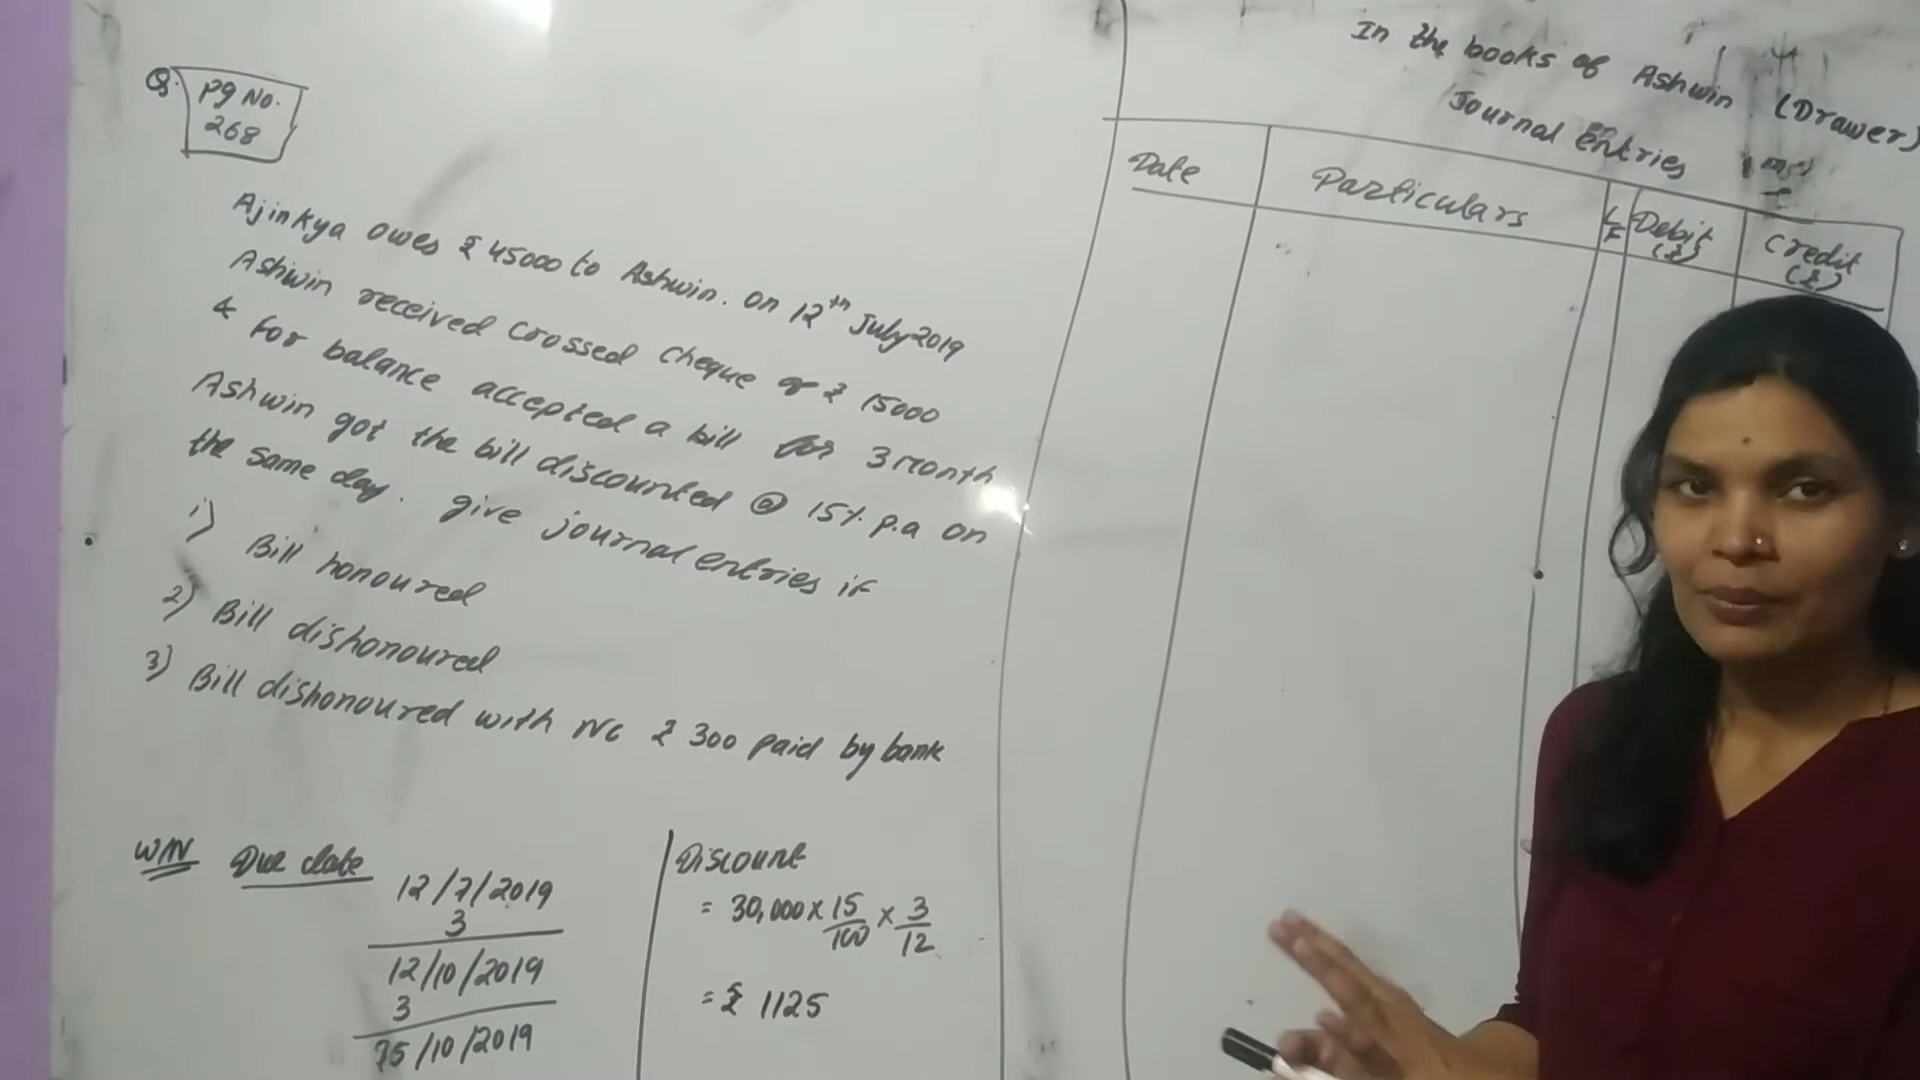 Q. Pg No.
268
Ajinkya owes ₹ 45000 to Ashwin. on 12th July 2019
Ashwin received crossed cheque of ₹ 15000
& for balance accepted a bill for 3 month
Ashwin got the bill discounted @ 15% p.a on
the same day. give journal entries if
1) Bill honoured
2) Bill dishonoured
3) Bill dishonoured with NC ₹ 300 paid by bank
W/N Due date
12/7/2019
3
12/10/2019
3
15/10/2019
Discount
= 30,000 × 15/100 × 3/12
= ₹ 1125
In the books of Ashwin (Drawer)
Journal entries
Date Particulars L/F Debit (₹) Credit (₹)